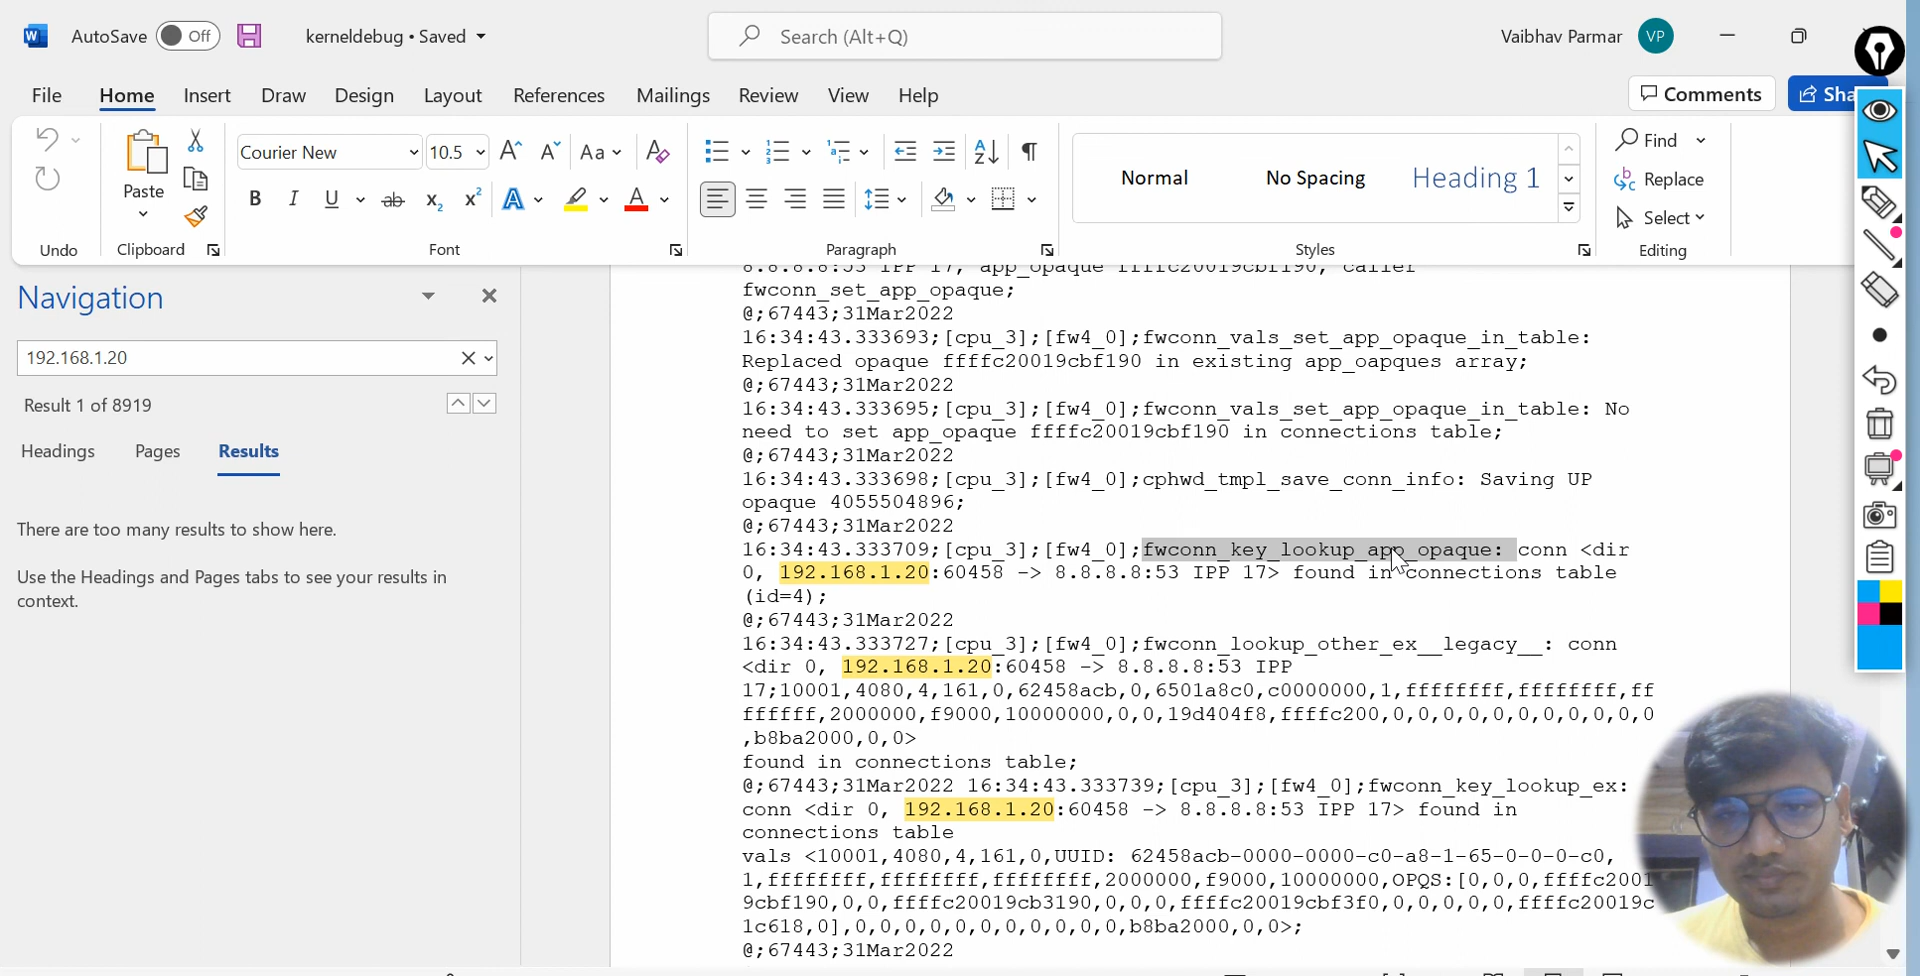 AutoSave Off kerneldebug • Saved Search (Alt+Q) Vaibhav Parmar VP
File Home Insert Draw Design Layout References Mailings Review View Help Comments Sha
Paste Courier New 10.5 Aa Normal No Spacing Heading 1 Find
Replace
Select
Undo Clipboard Font Paragraph Styles Editing
Navigation
192.168.1.20
Result 1 of 8919
Headings Pages Results
There are too many results to show here.
Use the Headings and Pages tabs to see your results in
context.
8.8.8.8:53 IPP 17, app_opaque ffffc20019cbf190, caller
fwconn_set_app_opaque;
@;67443;31Mar2022
16:34:43.333693;[cpu_3];[fw4_0];fwconn_vals_set_app_opaque_in_table:
Replaced opaque ffffc20019cbf190 in existing app_oapques array;
@;67443;31Mar2022
16:34:43.333695;[cpu_3];[fw4_0];fwconn_vals_set_app_opaque_in_table: No
need to set app_opaque ffffc20019cbf190 in connections table;
@;67443;31Mar2022
16:34:43.333698;[cpu_3];[fw4_0];cphwd_tmpl_save_conn_info: Saving UP
opaque 4055504896;
@;67443;31Mar2022
16:34:43.333709;[cpu_3];[fw4_0];fwconn_key_lookup_app_opaque: conn <dir
0, 192.168.1.20:60458 -> 8.8.8.8:53 IPP 17> found in connections table
(id=4);
@;67443;31Mar2022
16:34:43.333727;[cpu_3];[fw4_0];fwconn_lookup_other_ex__legacy__: conn
<dir 0, 192.168.1.20:60458 -> 8.8.8.8:53 IPP
17;10001,4080,4,161,0,62458acb,0,6501a8c0,c0000000,1,ffffffff,ffffffff,ff
ffffff,2000000,f9000,10000000,0,0,19d404f8,ffffc200,0,0,0,0,0,0,0,0,0,0,0
,b8ba2000,0,0>
found in connections table;
@;67443;31Mar2022 16:34:43.333739;[cpu_3];[fw4_0];fwconn_key_lookup_ex:
conn <dir 0, 192.168.1.20:60458 -> 8.8.8.8:53 IPP 17> found in
connections table
vals <10001,4080,4,161,0,UUID: 62458acb-0000-0000-c0-a8-1-65-0-0-0-c0,
1,ffffffff,ffffffff,ffffffff,2000000,f9000,10000000,OPQS:[0,0,0,ffffc2001
9cbf190,0,0,ffffc20019cb3190,0,0,0,ffffc20019cbf3f0,0,0,0,0,0,ffffc20019c
1c618,0],0,0,0,0,0,0,0,0,0,0,0,b8ba2000,0,0>;
@;67443;31Mar2022